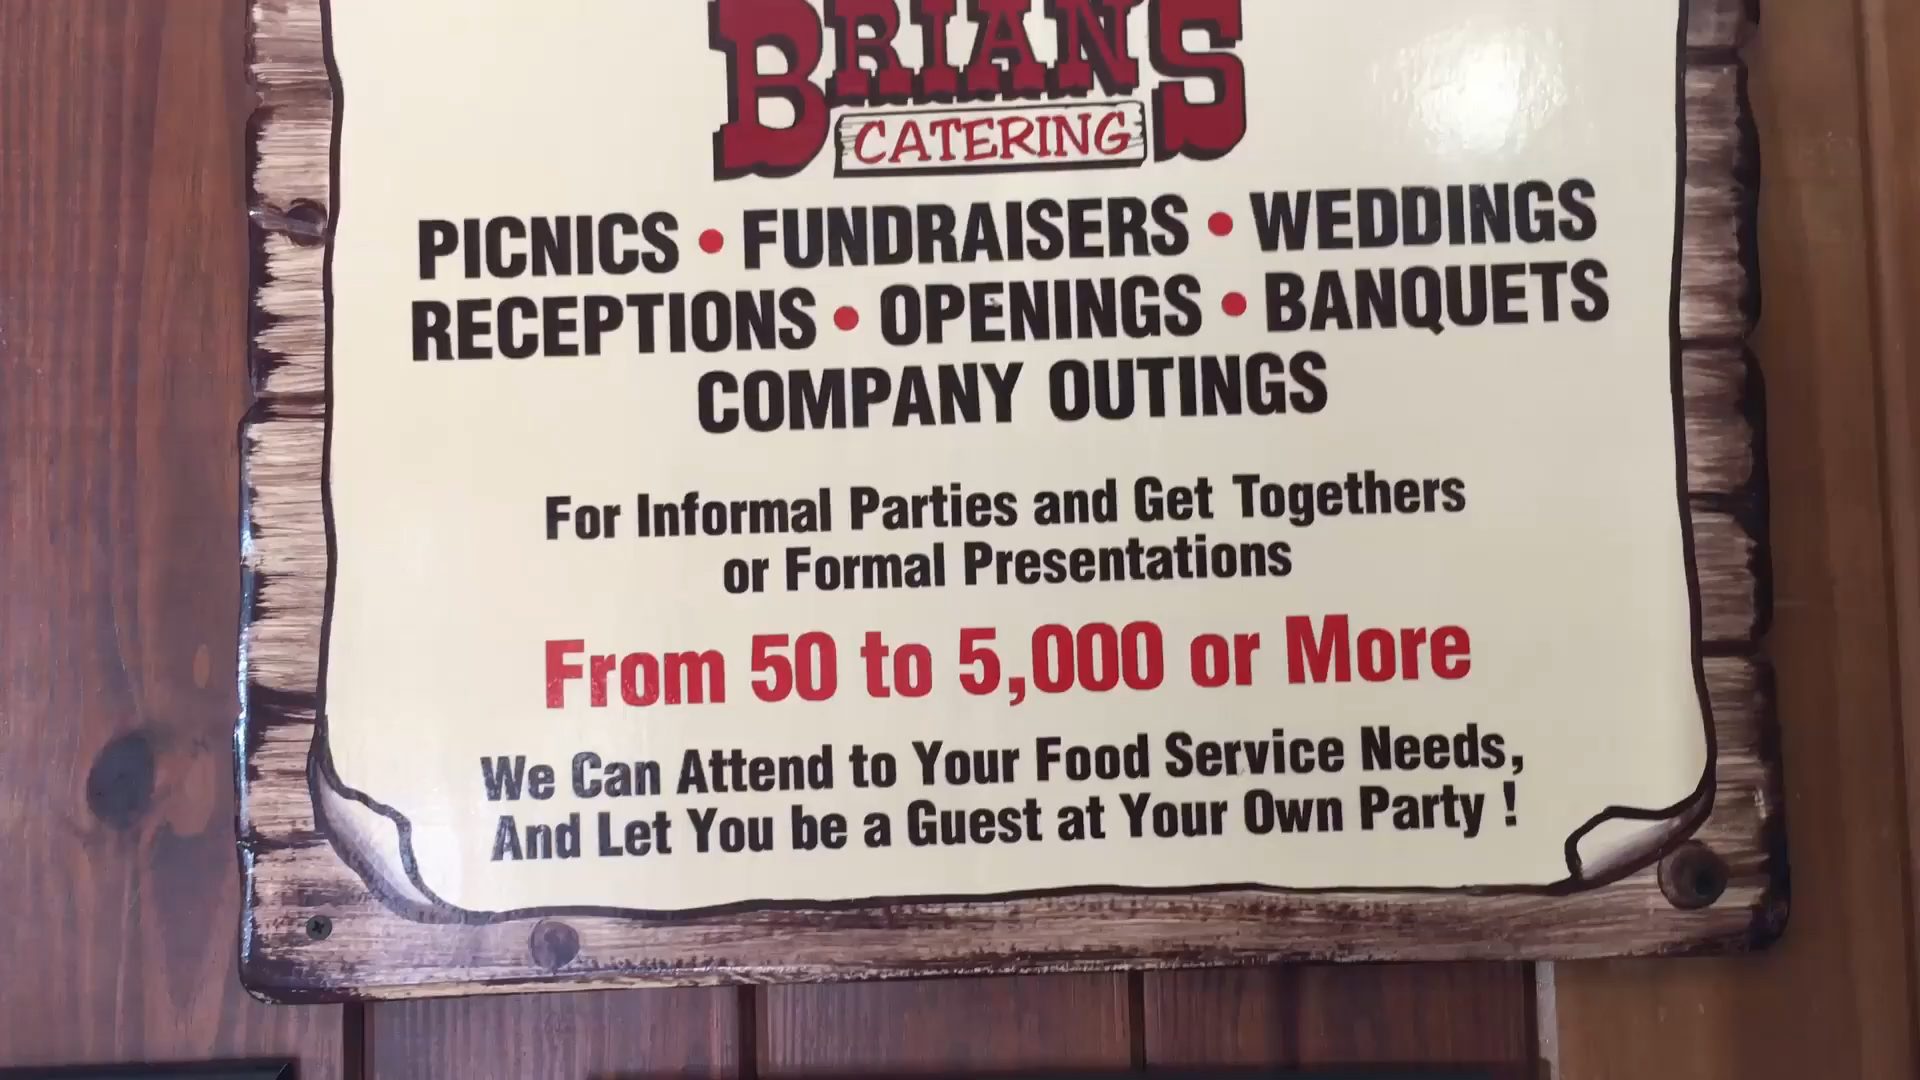 BRIAN'S
CATERING
PICNICS • FUNDRAISERS • WEDDINGS
RECEPTIONS • OPENINGS • BANQUETS
COMPANY OUTINGS
For Informal Parties and Get Togethers
or Formal Presentations
From 50 to 5,000 or More
We Can Attend to Your Food Service Needs,
And Let You be a Guest at Your Own Party !